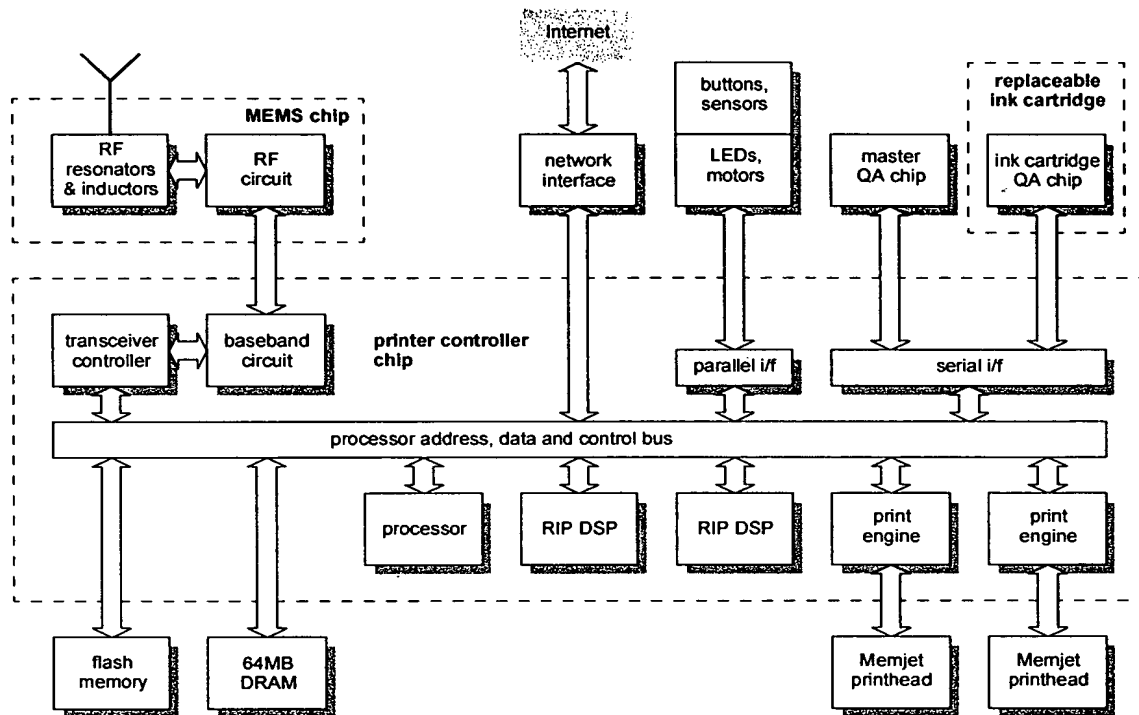 Internet
buttons,
sensors
replaceable
ink cartridge
MEMS chip
RF
resonators
& inductors
RF
circuit
network
interface
LEDs,
motors
master
QA chip
ink cartridge
QA chip
transceiver
controller
baseband
circuit
printer controller
chip
parallel i/f
serial i/f
processor address, data and control bus
processor
RIP DSP
RIP DSP
print
engine
print
engine
flash
memory
64MB
DRAM
Memjet
printhead
Memjet
printhead